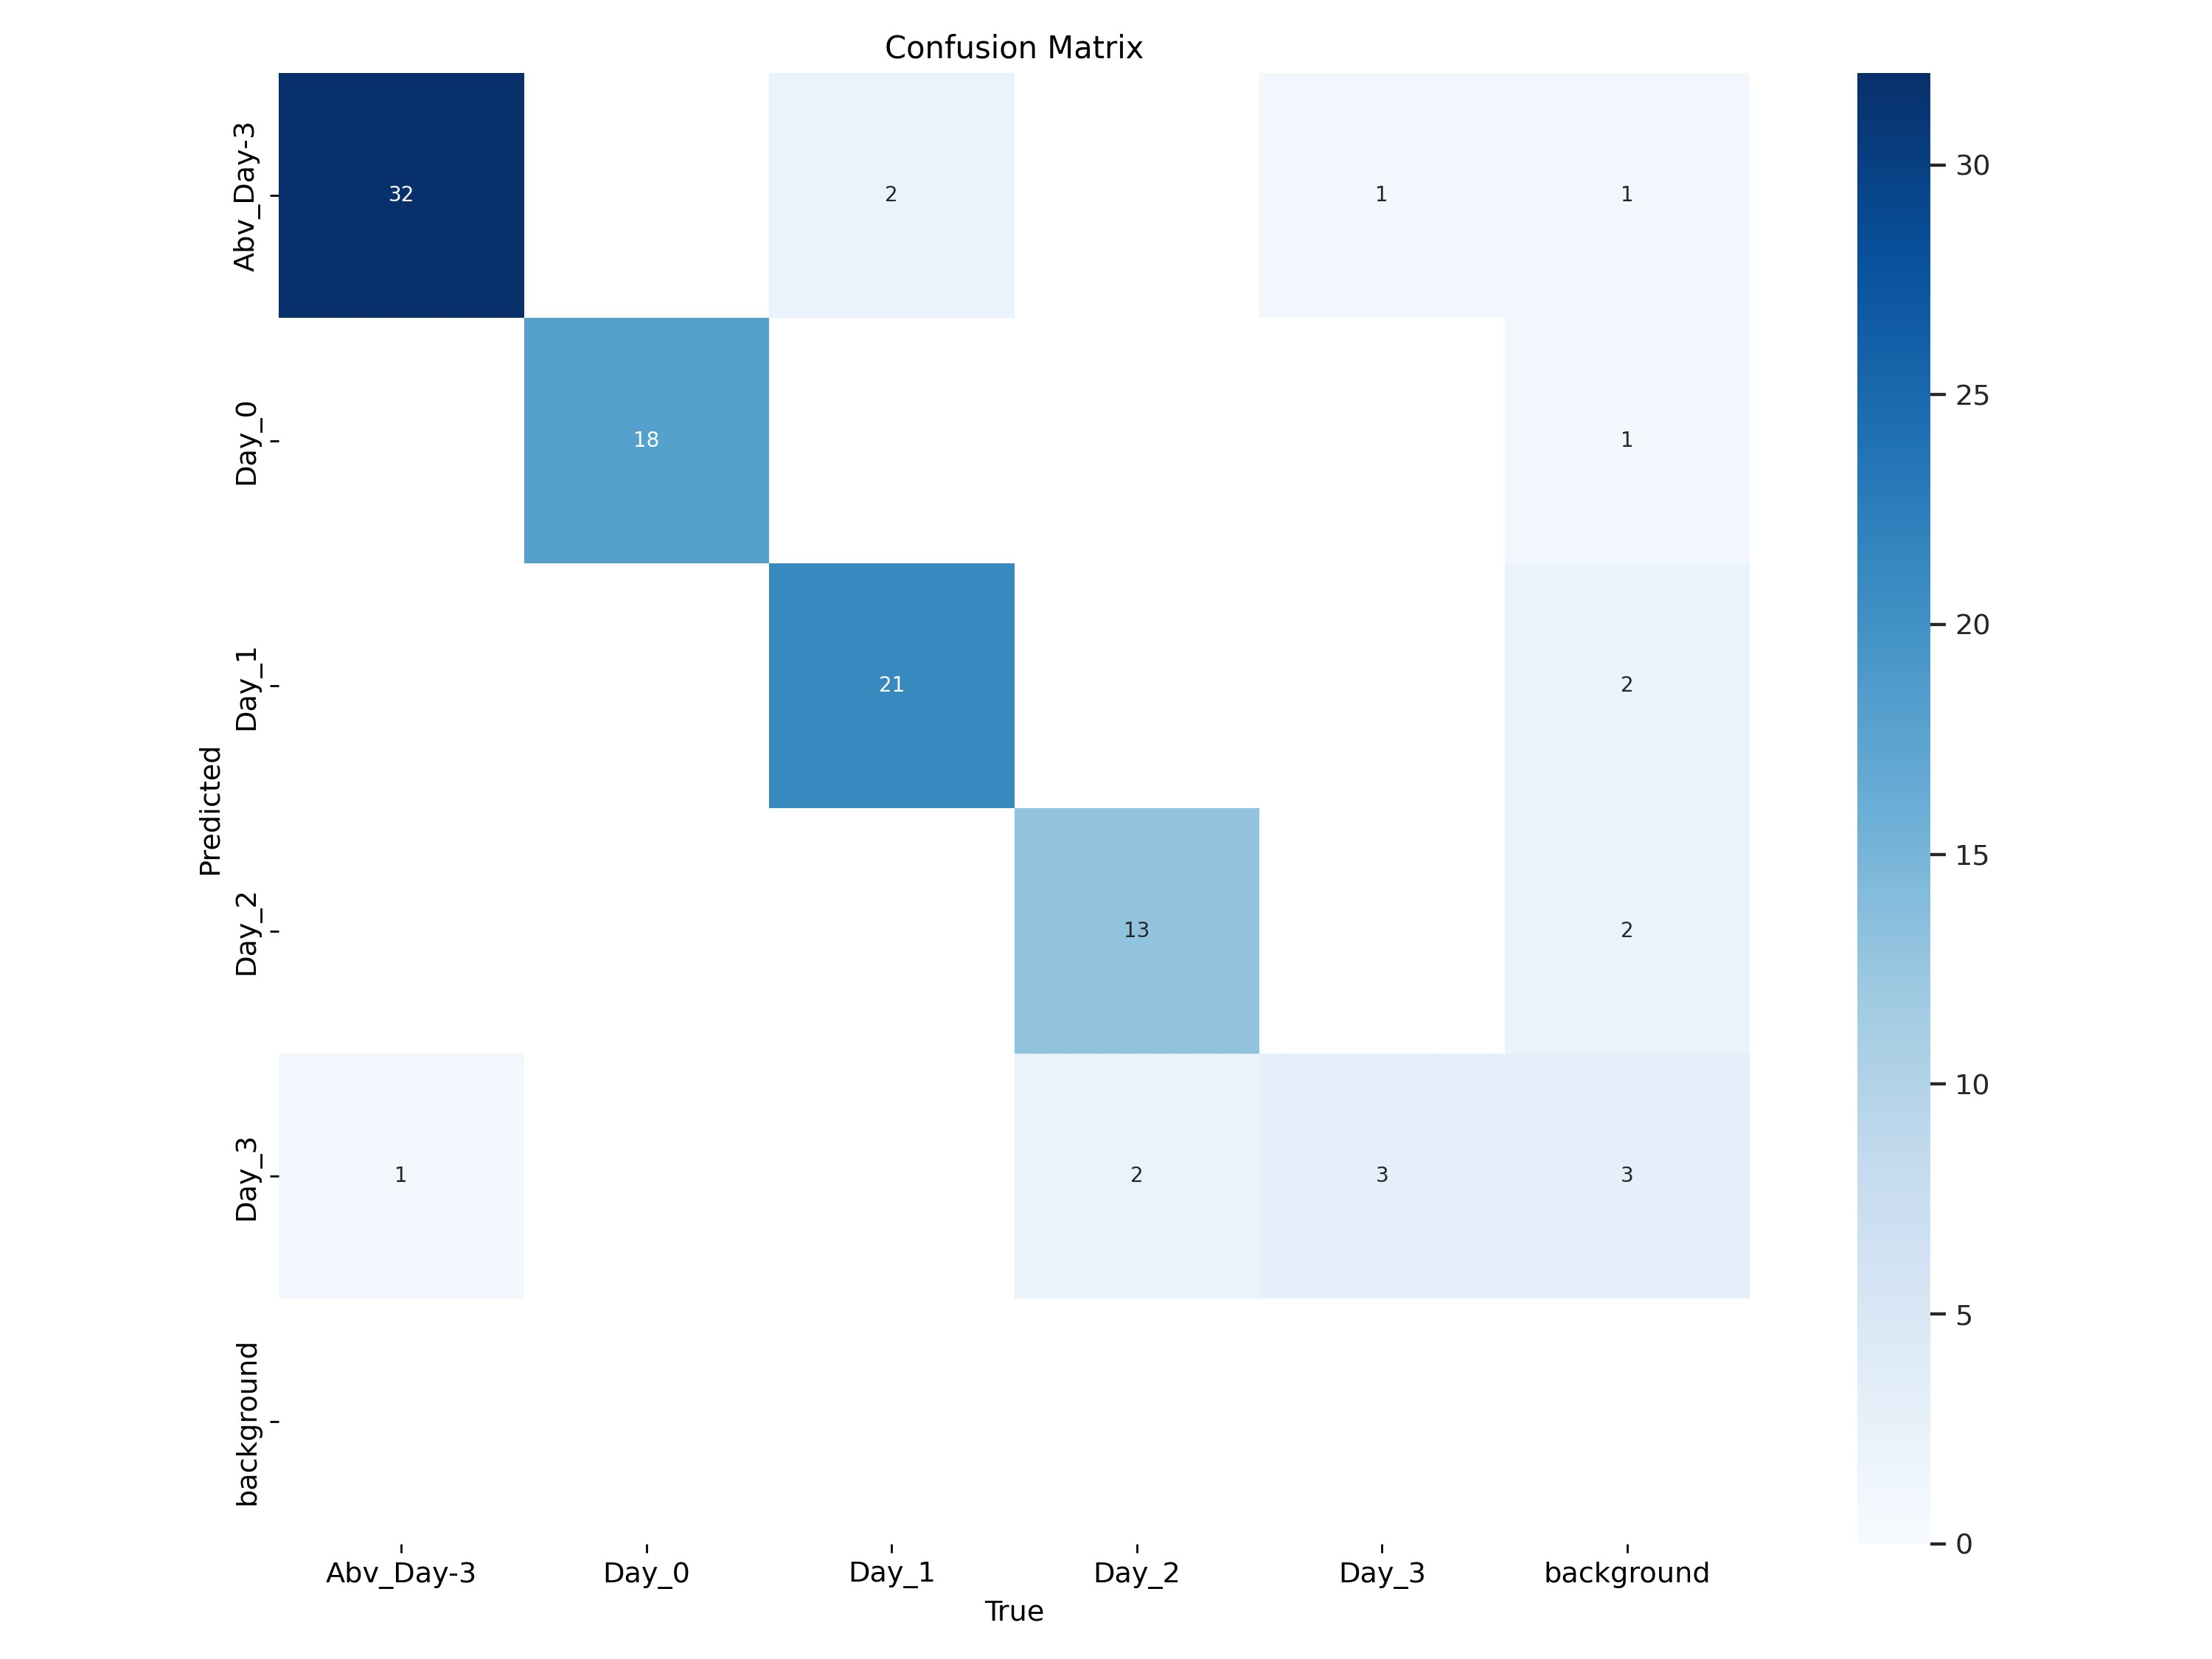 Confusion Matrix
Abv_Day-3
32
2
1
1
Day_0
18
1
Day_1
21
2
Predicted
Day_2
13
2
Day_3
1
2
3
3
background
Abv_Day-3
Day_0
Day_1
Day_2
Day_3
background
True
30
25
20
15
10
5
0